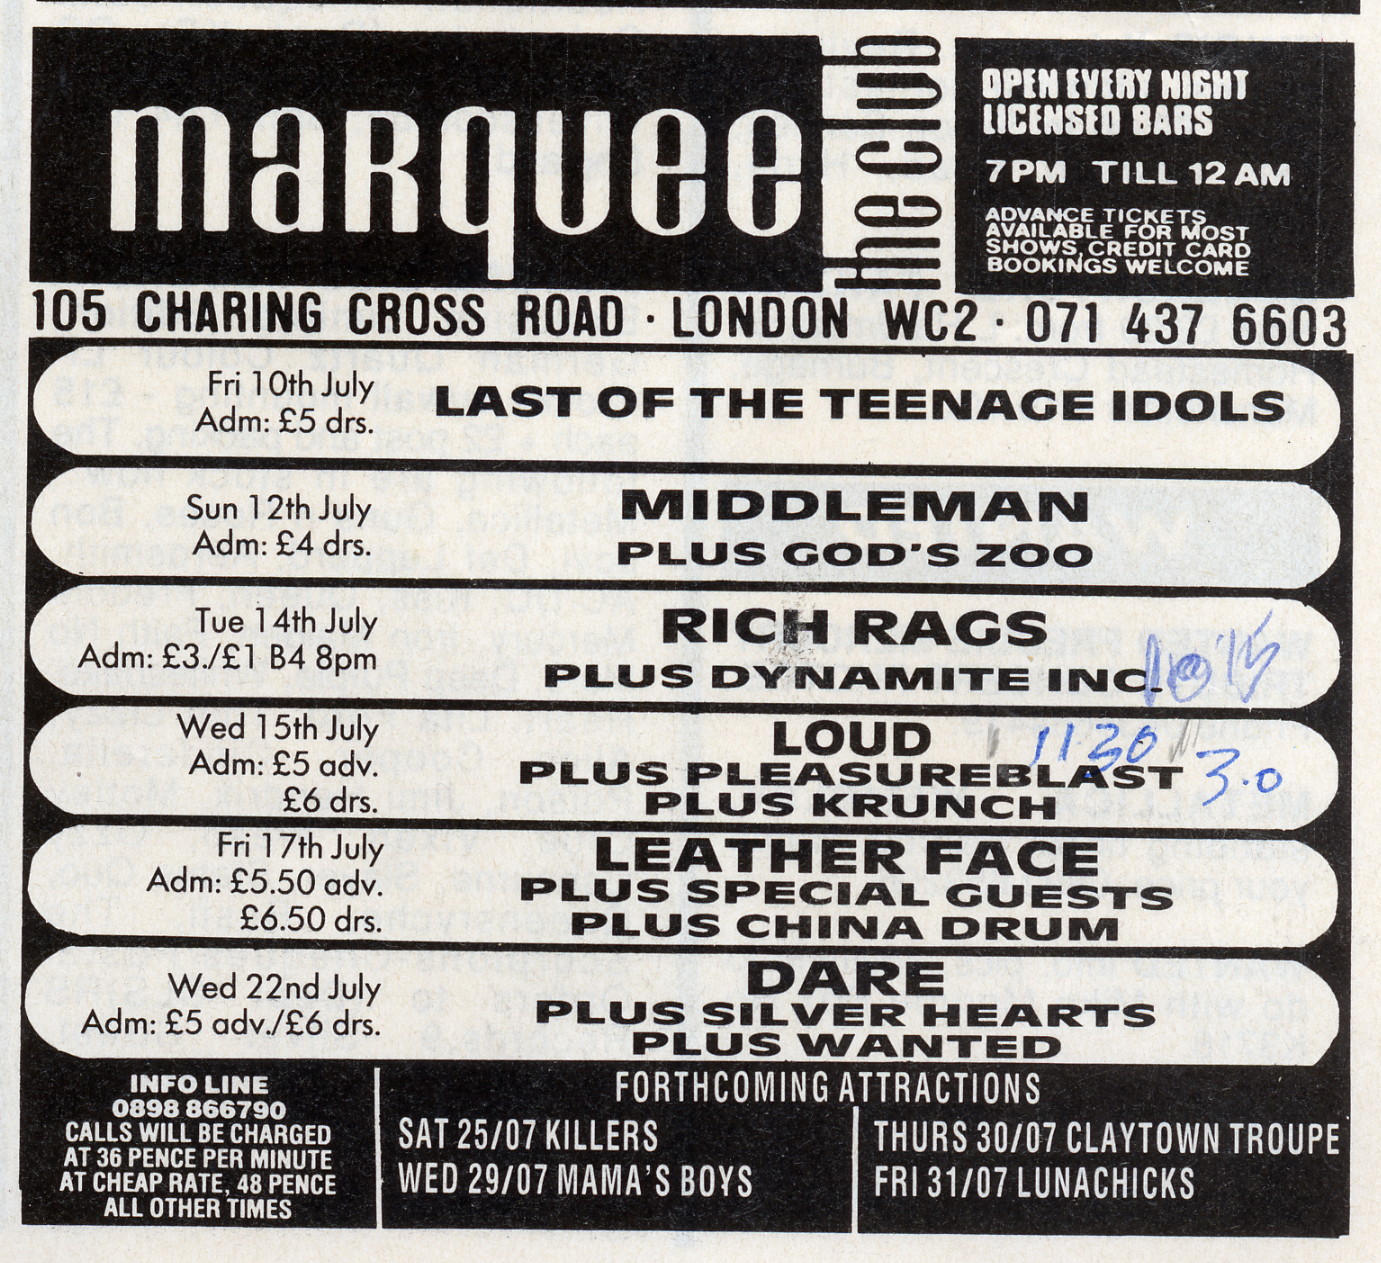 marquee
the club
OPEN EVERY NIGHT
LICENSED BARS
7PM TILL 12 AM
ADVANCE TICKETS
AVAILABLE FOR MOST
SHOWS, CREDIT CARD
BOOKINGS WELCOME
105 CHARING CROSS ROAD · LONDON WC2 · 071 437 6603
Fri 10th July
Adm: £5 drs.
LAST OF THE TEENAGE IDOLS
Sun 12th July
Adm: £4 drs.
MIDDLEMAN
PLUS GOD'S ZOO
Tue 14th July
Adm: £3./£1 B4 8pm
RICH RAGS
PLUS DYNAMITE INC.
Wed 15th July
Adm: £5 adv.
£6 drs.
LOUD
1130
PLUS PLEASUREBLAST
3.0
PLUS KRUNCH
Fri 17th July
Adm: £5.50 adv.
£6.50 drs.
LEATHER FACE
PLUS SPECIAL GUESTS
PLUS CHINA DRUM
Wed 22nd July
Adm: £5 adv./£6 drs.
DARE
PLUS SILVER HEARTS
PLUS WANTED
INFO LINE
0898 866790
CALLS WILL BE CHARGED
AT 36 PENCE PER MINUTE
AT CHEAP RATE, 48 PENCE
ALL OTHER TIMES
FORTHCOMING ATTRACTIONS
SAT 25/07 KILLERS
WED 29/07 MAMA'S BOYS
THURS 30/07 CLAYTOWN TROUPE
FRI 31/07 LUNACHICKS